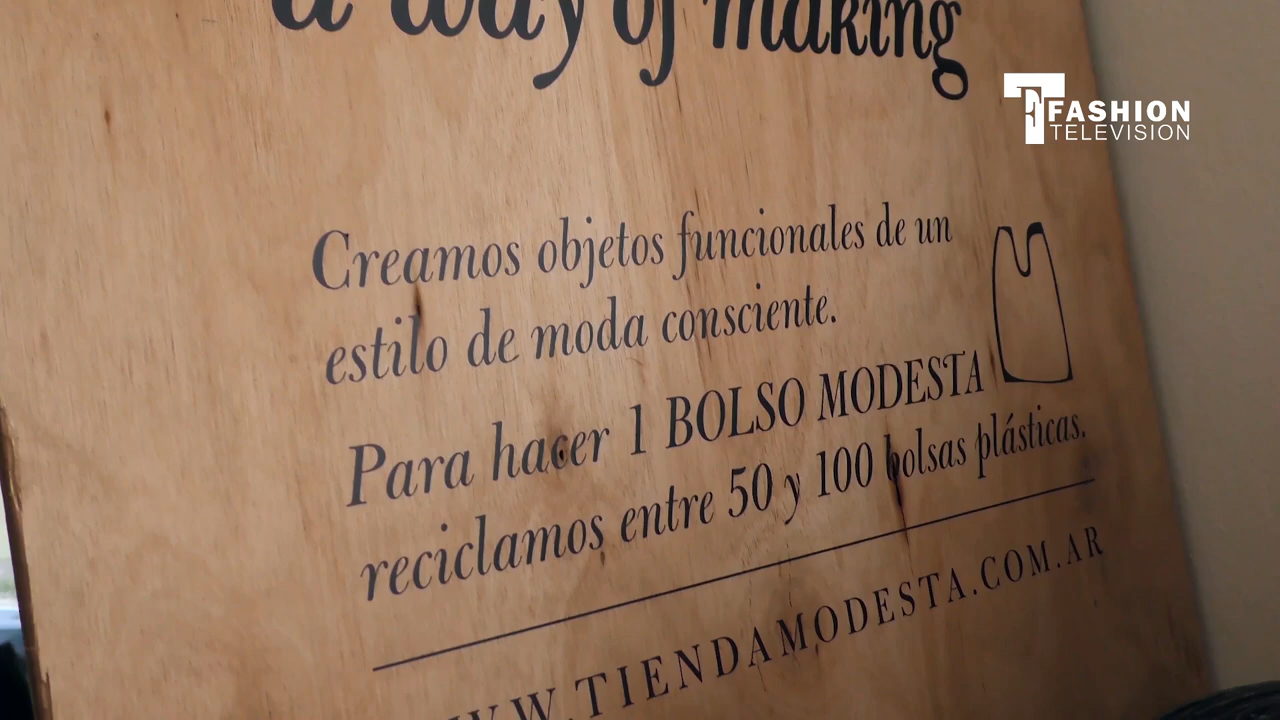 a way of making
FASHION
TELEVISION
Creamos objetos funcionales de un
estilo de moda consciente.
Para hacer 1 BOLSO MODESTA
reciclamos entre 50 y 100 bolsas plásticas.
WWW.TIENDAMODESTA.COM.AR